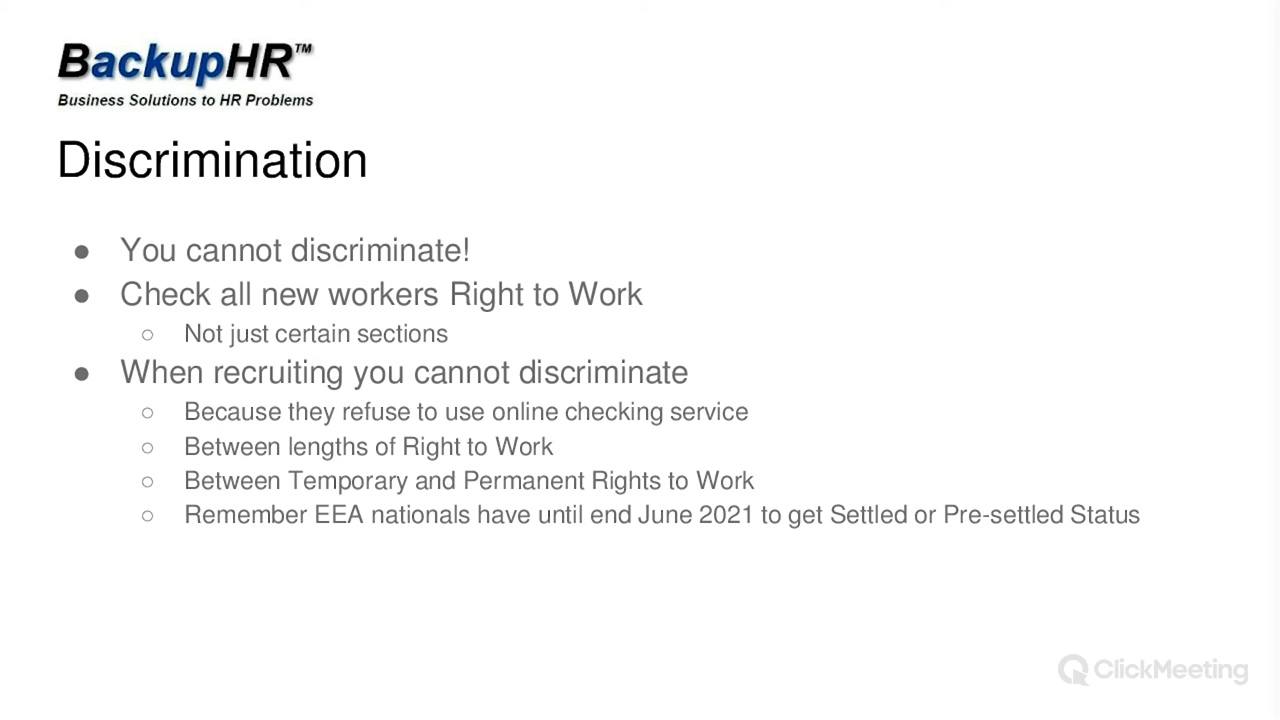 BackupHR™
Business Solutions to HR Problems
Discrimination
● You cannot discriminate!
● Check all new workers Right to Work
○ Not just certain sections
● When recruiting you cannot discriminate
○ Because they refuse to use online checking service
○ Between lengths of Right to Work
○ Between Temporary and Permanent Rights to Work
○ Remember EEA nationals have until end June 2021 to get Settled or Pre-settled Status
ClickMeeting